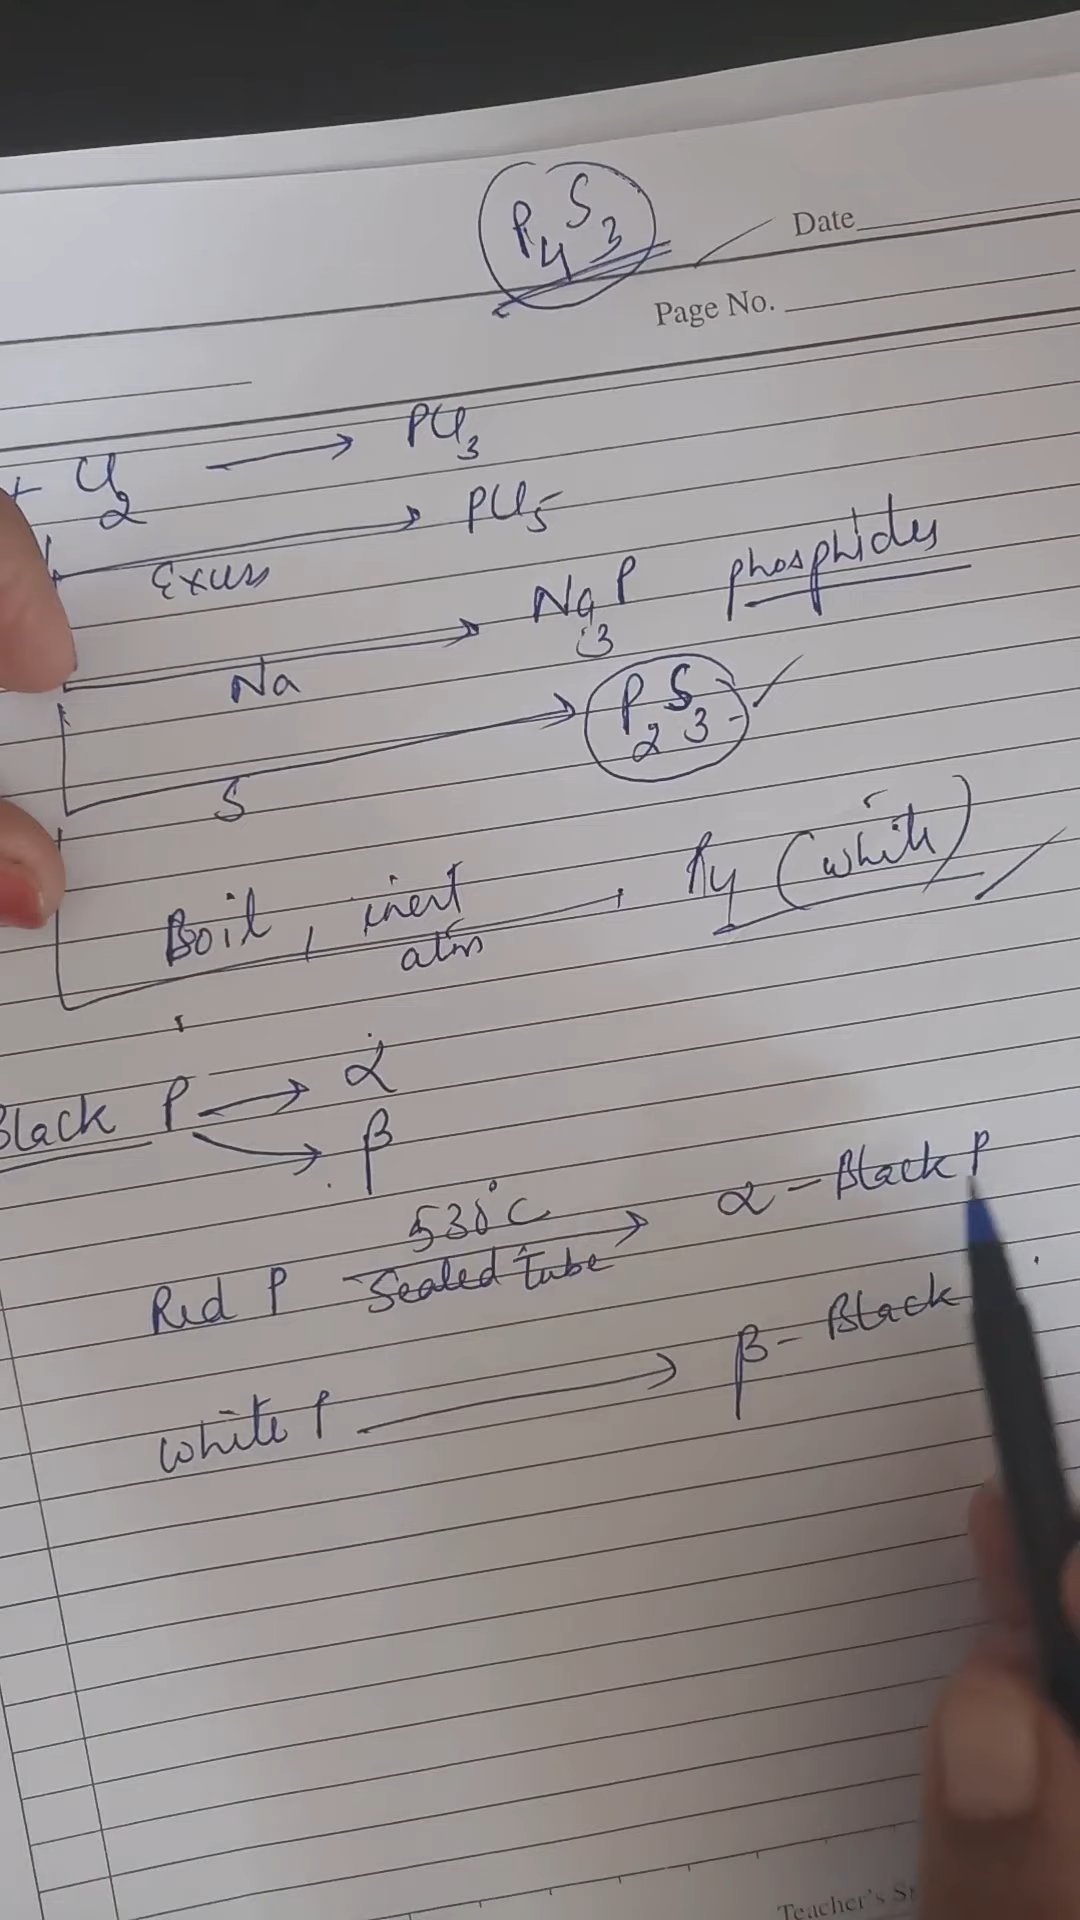 P4S3
Date
Page No.
+ Cl2 → PCl3
Excess → PCl5
Na → Na3P phosphides
S → P2S3
Boil, inert atm → P4 (white)
Black P → α
→ β
Red P 530°C Sealed tube → α - Black P
White P → β - Black
Teacher's